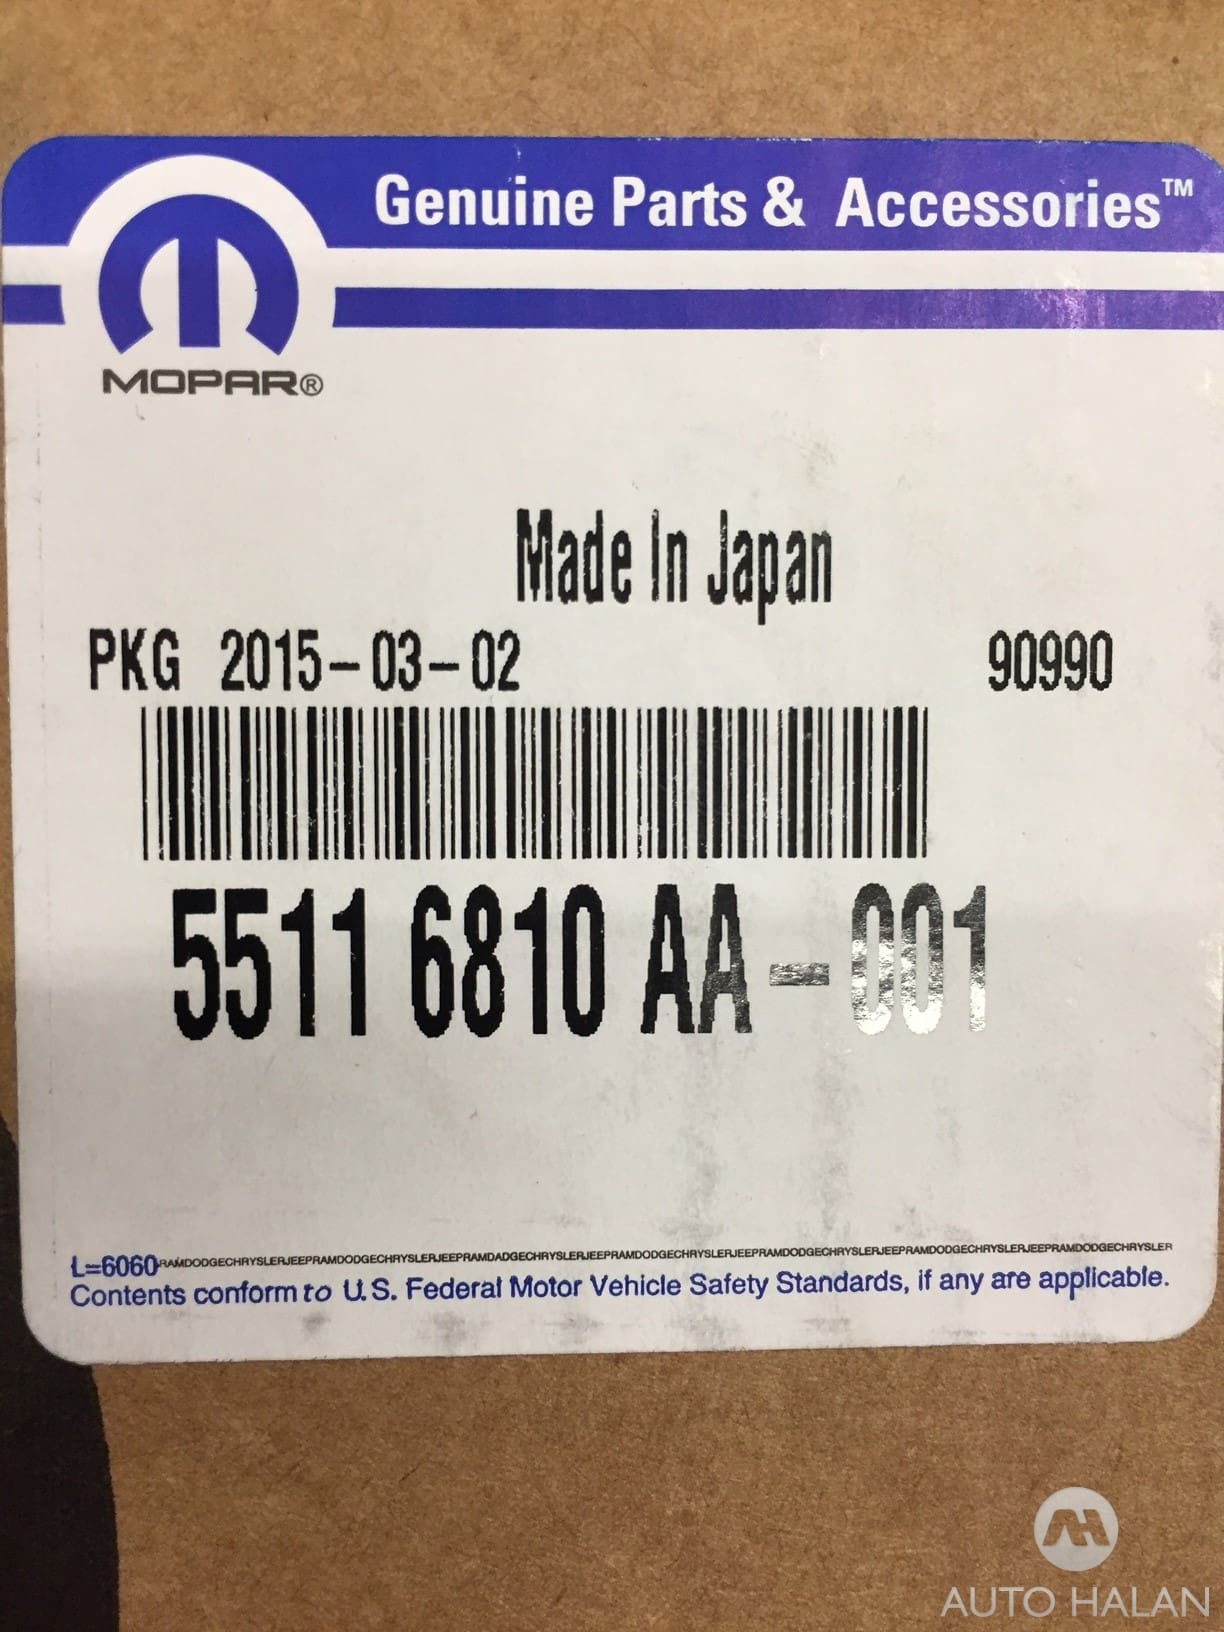 Genuine Parts & Accessories™
MOPAR®
Made In Japan
PKG 2015-03-02 90990
5511 6810 AA-001
L=6060 RAMDODGECHRYSLERJEEPRAMDODGECHRYSLERJEEPRAMDADGECHRYSLERJEEPRAMDODGECHRYSLERJEEPRAMDODGECHRYSLERJEEPRAMDODGECHRYSLERJEEPRAMDODGECHRYSLER
Contents conform to U.S. Federal Motor Vehicle Safety Standards, if any are applicable.
AUTO HALAN